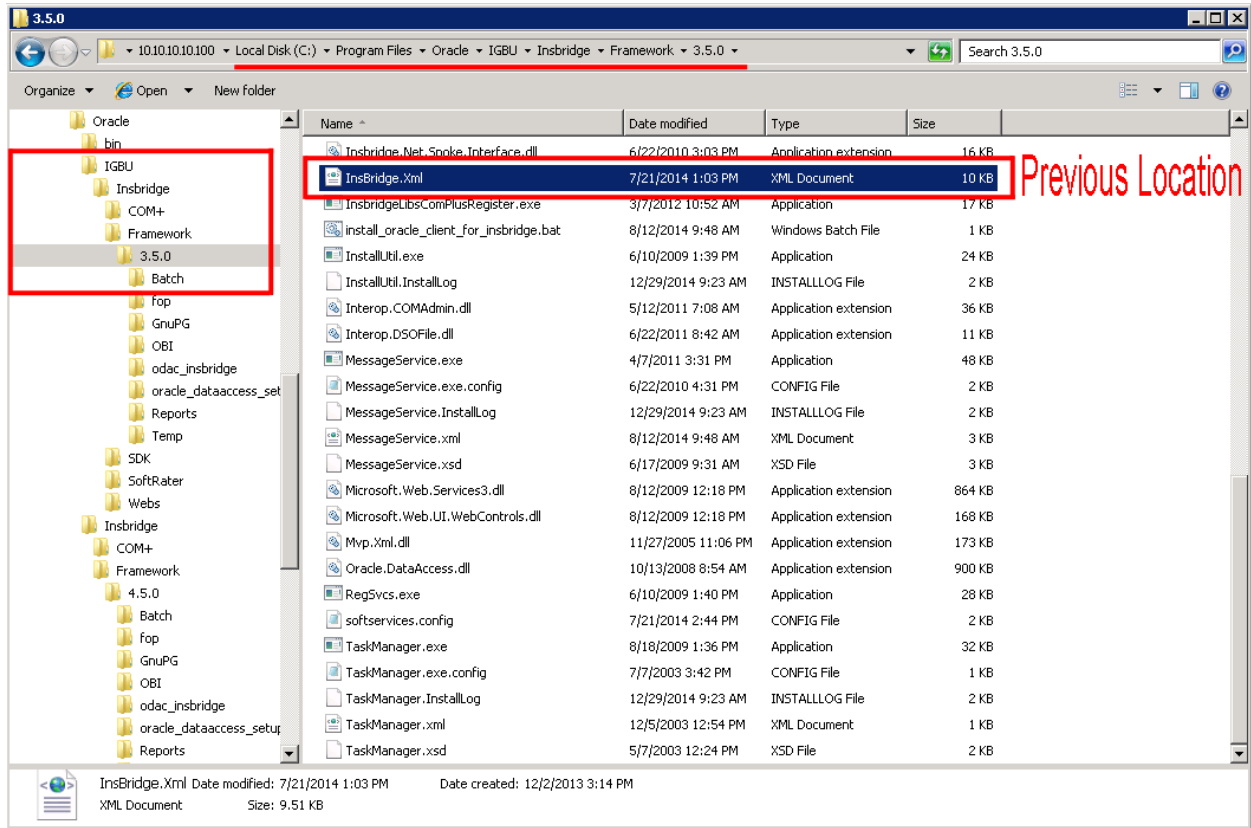 3.5.0
10.10.10.10.100 Local Disk (C:) Program Files Oracle IGBU Insbridge Framework 3.5.0
Search 3.5.0
Organize Open New folder
Oracle
bin
IGBU
Insbridge
COM+
Framework
3.5.0
Batch
fop
GnuPG
OBI
odac_insbridge
oracle_dataaccess_set
Reports
Temp
SDK
SoftRater
Webs
Insbridge
COM+
Framework
4.5.0
Batch
fop
GnuPG
OBI
odac_insbridge
oracle_dataaccess_setup
Reports
Name Date modified Type Size
Insbridge.Net.Spoke.Interface.dll 6/22/2010 3:03 PM Application extension 16 KB
InsBridge.Xml 7/21/2014 1:03 PM XML Document 10 KB
Previous Location
InsbridgeLibsComPlusRegister.exe 3/7/2012 10:52 AM Application 17 KB
install_oracle_client_for_insbridge.bat 8/12/2014 9:48 AM Windows Batch File 1 KB
InstallUtil.exe 6/10/2009 1:39 PM Application 24 KB
InstallUtil.InstallLog 12/29/2014 9:23 AM INSTALLLOG File 2 KB
Interop.COMAdmin.dll 5/12/2011 7:08 AM Application extension 36 KB
Interop.DSOFile.dll 6/22/2011 8:42 AM Application extension 11 KB
MessageService.exe 4/7/2011 3:31 PM Application 48 KB
MessageService.exe.config 6/22/2010 4:31 PM CONFIG File 2 KB
MessageService.InstallLog 12/29/2014 9:23 AM INSTALLLOG File 2 KB
MessageService.xml 8/12/2014 9:48 AM XML Document 3 KB
MessageService.xsd 6/17/2009 9:31 AM XSD File 3 KB
Microsoft.Web.Services3.dll 8/12/2009 12:18 PM Application extension 864 KB
Microsoft.Web.UI.WebControls.dll 8/12/2009 12:18 PM Application extension 168 KB
Mvp.Xml.dll 11/27/2005 11:06 PM Application extension 173 KB
Oracle.DataAccess.dll 10/13/2008 8:54 AM Application extension 900 KB
RegSvcs.exe 6/10/2009 1:40 PM Application 28 KB
softservices.config 7/21/2014 2:44 PM CONFIG File 2 KB
TaskManager.exe 8/18/2009 1:36 PM Application 32 KB
TaskManager.exe.config 7/7/2003 3:42 PM CONFIG File 1 KB
TaskManager.InstallLog 12/29/2014 9:23 AM INSTALLLOG File 2 KB
TaskManager.xml 12/5/2003 12:54 PM XML Document 1 KB
TaskManager.xsd 5/7/2003 12:24 PM XSD File 2 KB
InsBridge.Xml Date modified: 7/21/2014 1:03 PM Date created: 12/2/2013 3:14 PM
XML Document Size: 9.51 KB